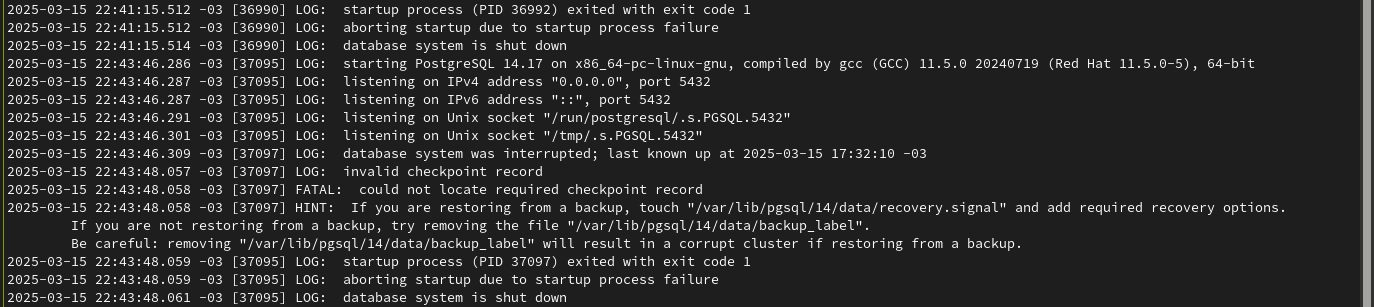 2025-03-15 22:41:15.512 -03 [36990] LOG:  startup process (PID 36992) exited with exit code 1
2025-03-15 22:41:15.512 -03 [36990] LOG:  aborting startup due to startup process failure
2025-03-15 22:41:15.514 -03 [36990] LOG:  database system is shut down
2025-03-15 22:43:46.286 -03 [37095] LOG:  starting PostgreSQL 14.17 on x86_64-pc-linux-gnu, compiled by gcc (GCC) 11.5.0 20240719 (Red Hat 11.5.0-5), 64-bit
2025-03-15 22:43:46.287 -03 [37095] LOG:  listening on IPv4 address "0.0.0.0", port 5432
2025-03-15 22:43:46.287 -03 [37095] LOG:  listening on IPv6 address "::", port 5432
2025-03-15 22:43:46.291 -03 [37095] LOG:  listening on Unix socket "/run/postgresql/.s.PGSQL.5432"
2025-03-15 22:43:46.301 -03 [37095] LOG:  listening on Unix socket "/tmp/.s.PGSQL.5432"
2025-03-15 22:43:46.309 -03 [37097] LOG:  database system was interrupted; last known up at 2025-03-15 17:32:10 -03
2025-03-15 22:43:48.057 -03 [37097] LOG:  invalid checkpoint record
2025-03-15 22:43:48.058 -03 [37097] FATAL:  could not locate required checkpoint record
2025-03-15 22:43:48.058 -03 [37097] HINT:  If you are restoring from a backup, touch "/var/lib/pgsql/14/data/recovery.signal" and add required recovery options.
If you are not restoring from a backup, try removing the file "/var/lib/pgsql/14/data/backup_label".
Be careful: removing "/var/lib/pgsql/14/data/backup_label" will result in a corrupt cluster if restoring from a backup.
2025-03-15 22:43:48.059 -03 [37095] LOG:  startup process (PID 37097) exited with exit code 1
2025-03-15 22:43:48.059 -03 [37095] LOG:  aborting startup due to startup process failure
2025-03-15 22:43:48.061 -03 [37095] LOG:  database system is shut down